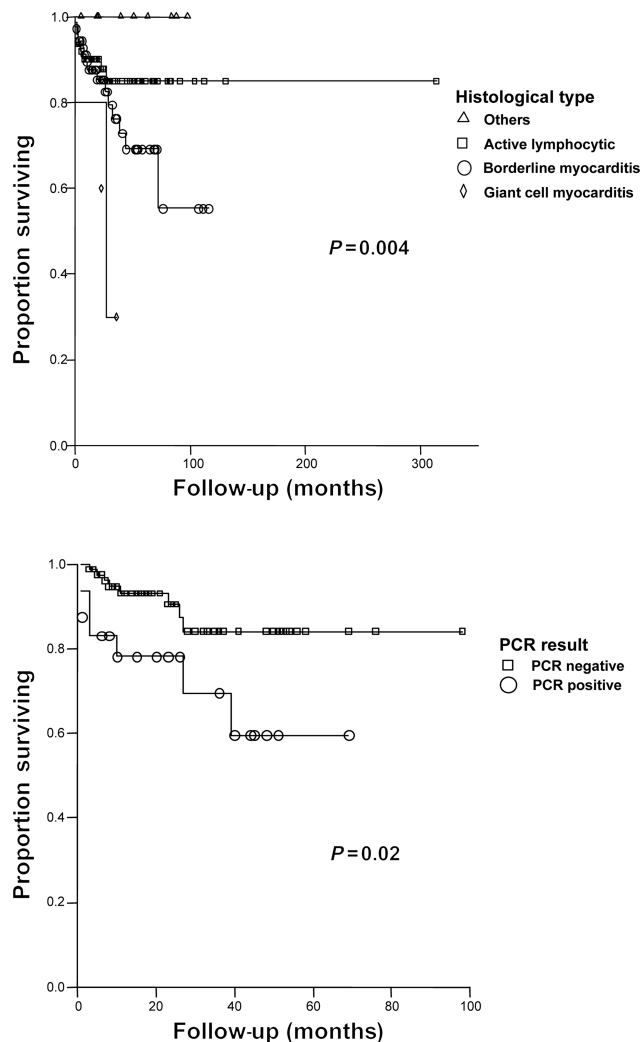 1.0
0.8
0.6
0.4
0.2
0.0
0
100
200
300
Proportion surviving
Follow-up (months)
P=0.004
Histological type
Others
Active lymphocytic
Borderline myocarditis
Giant cell myocarditis
1.0
0.8
0.6
0.4
0.2
0.0
0
20
40
60
80
100
Proportion surviving
Follow-up (months)
P=0.02
PCR result
PCR negative
PCR positive